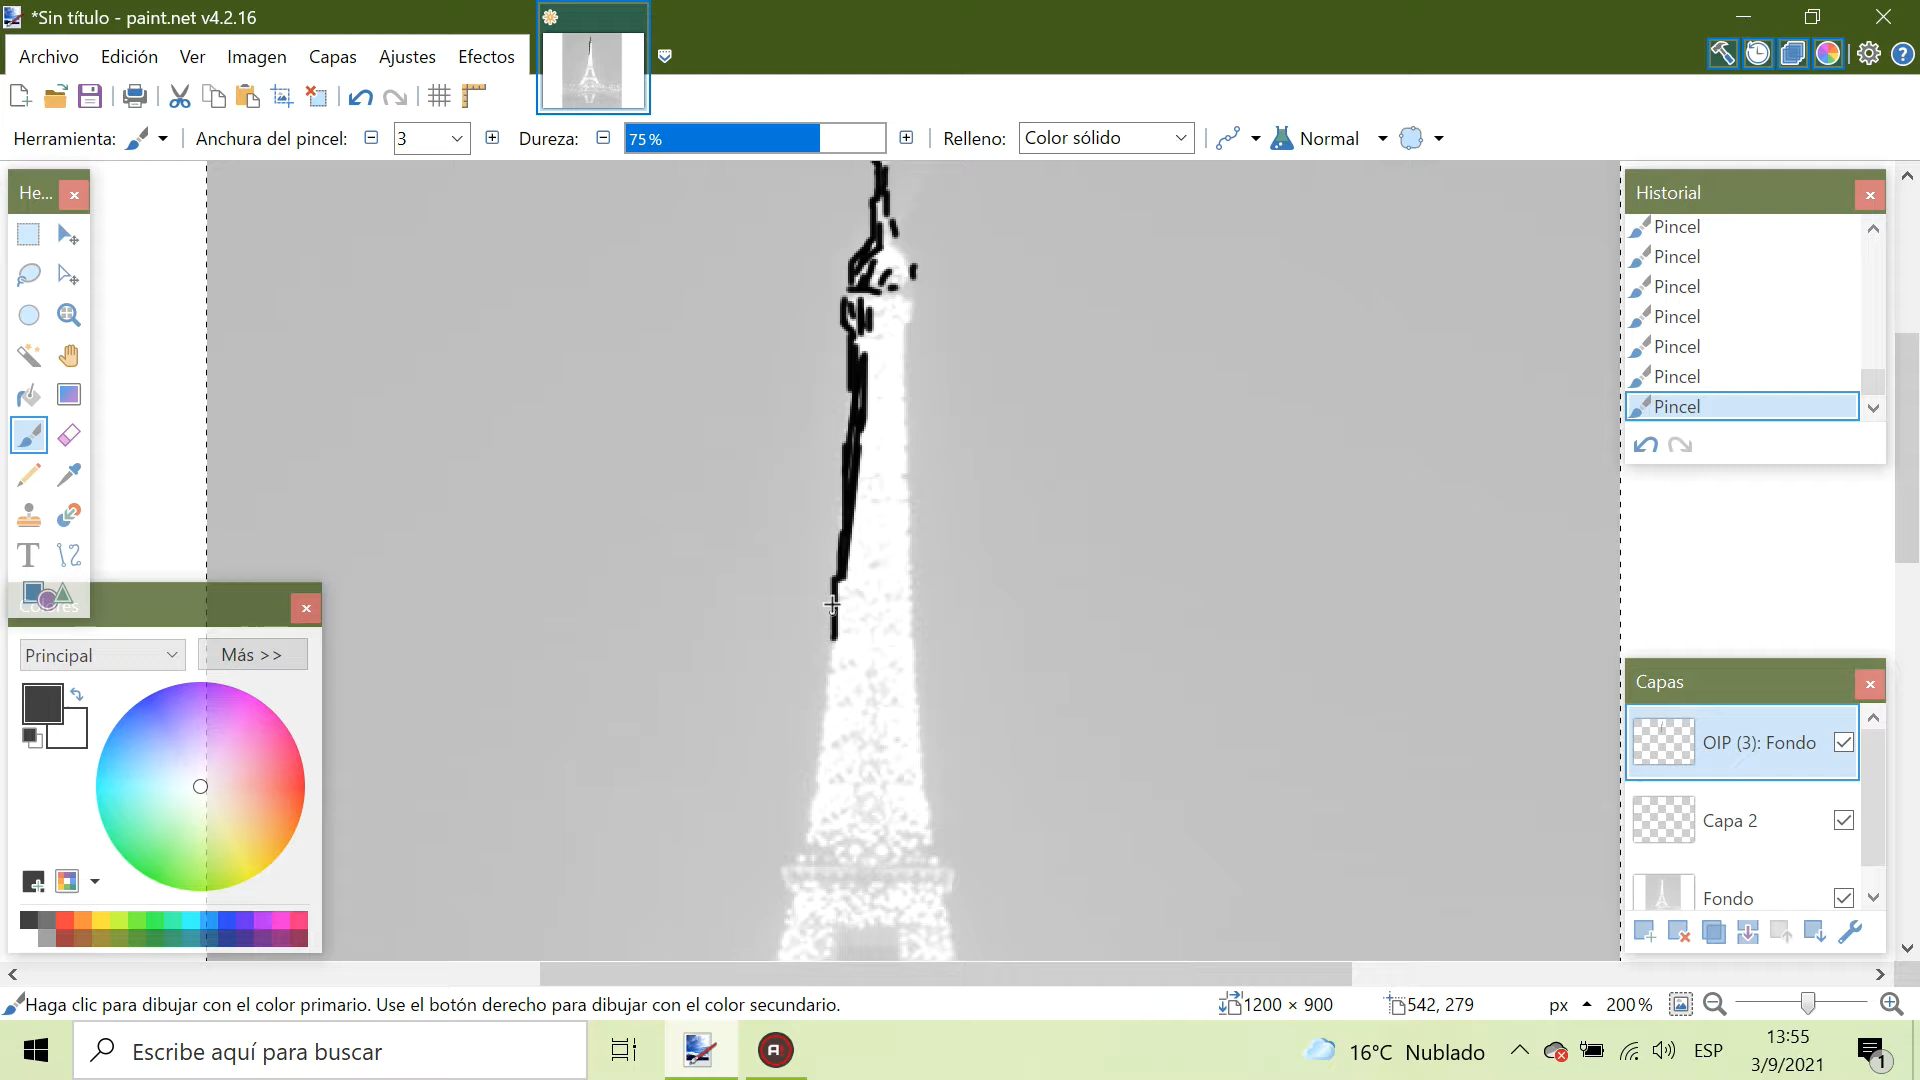 *Sin título - paint.net v4.2.16
Archivo Edición Ver Imagen Capas Ajustes Efectos
Herramienta: Anchura del pincel: 3 Dureza: 75% Relleno: Color sólido Normal
He...
Historial
Pincel
Pincel
Pincel
Pincel
Pincel
Pincel
Pincel
Colores
Principal Más >>
Capas
OIP (3): Fondo
Capa 2
Fondo
Haga clic para dibujar con el color primario. Use el botón derecho para dibujar con el color secundario.
1200 × 900 542, 279 px 200%
Escribe aquí para buscar
16°C Nublado ESP
13:55
3/9/2021
1